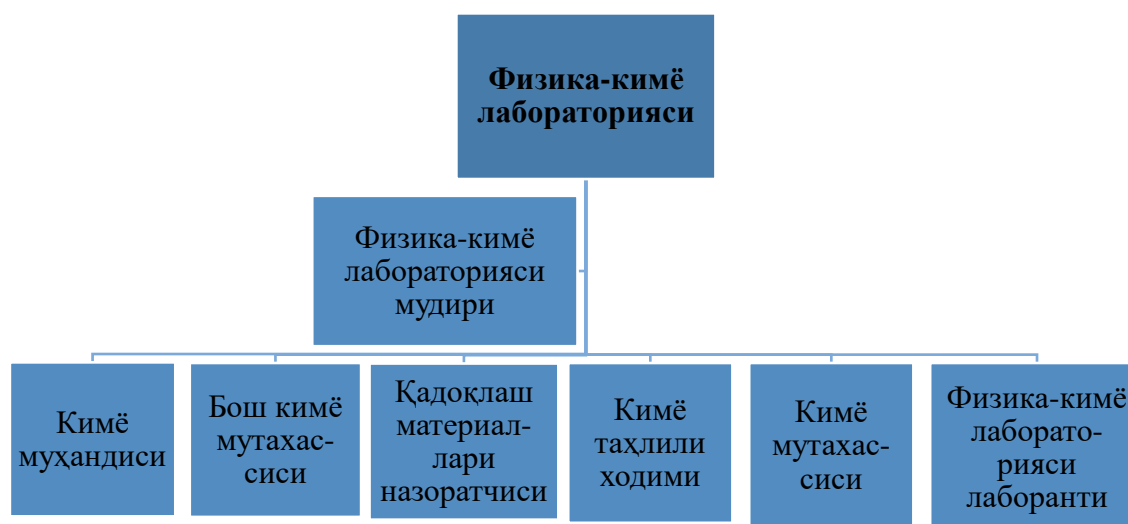 Физика-кимё
лабораторияси
Физика-кимё
лабораторияси
мудири
Кимё
муҳандиси
Бош кимё
мутахас-
сиси
Қадоқлаш
материал-
лари
назоратчиси
Кимё
таҳлили
ходими
Кимё
мутахас-
сиси
Физика-кимё
лаборато-
рияси
лаборанти